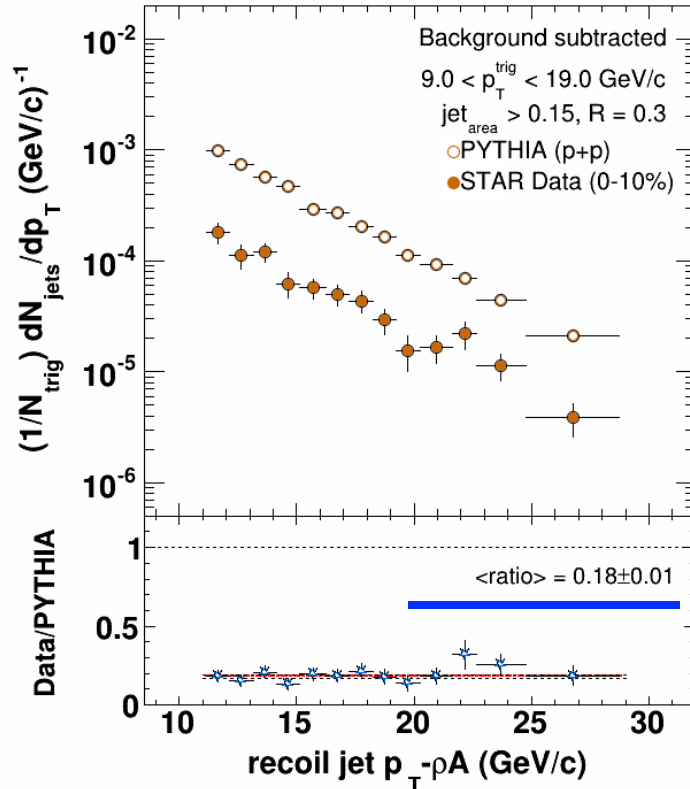 10^-2
10^-3
10^-4
10^-5
10^-6
(1/N_trig) dN_jets/dp_T (GeV/c)^-1
Background subtracted
9.0 < p_T^trig < 19.0 GeV/c
jet_area > 0.15, R = 0.3
PYTHIA (p+p)
STAR Data (0-10%)
Data/PYTHIA
1
0.5
0
<ratio> = 0.18±0.01
10 15 20 25 30
recoil jet p_T-ρA (GeV/c)